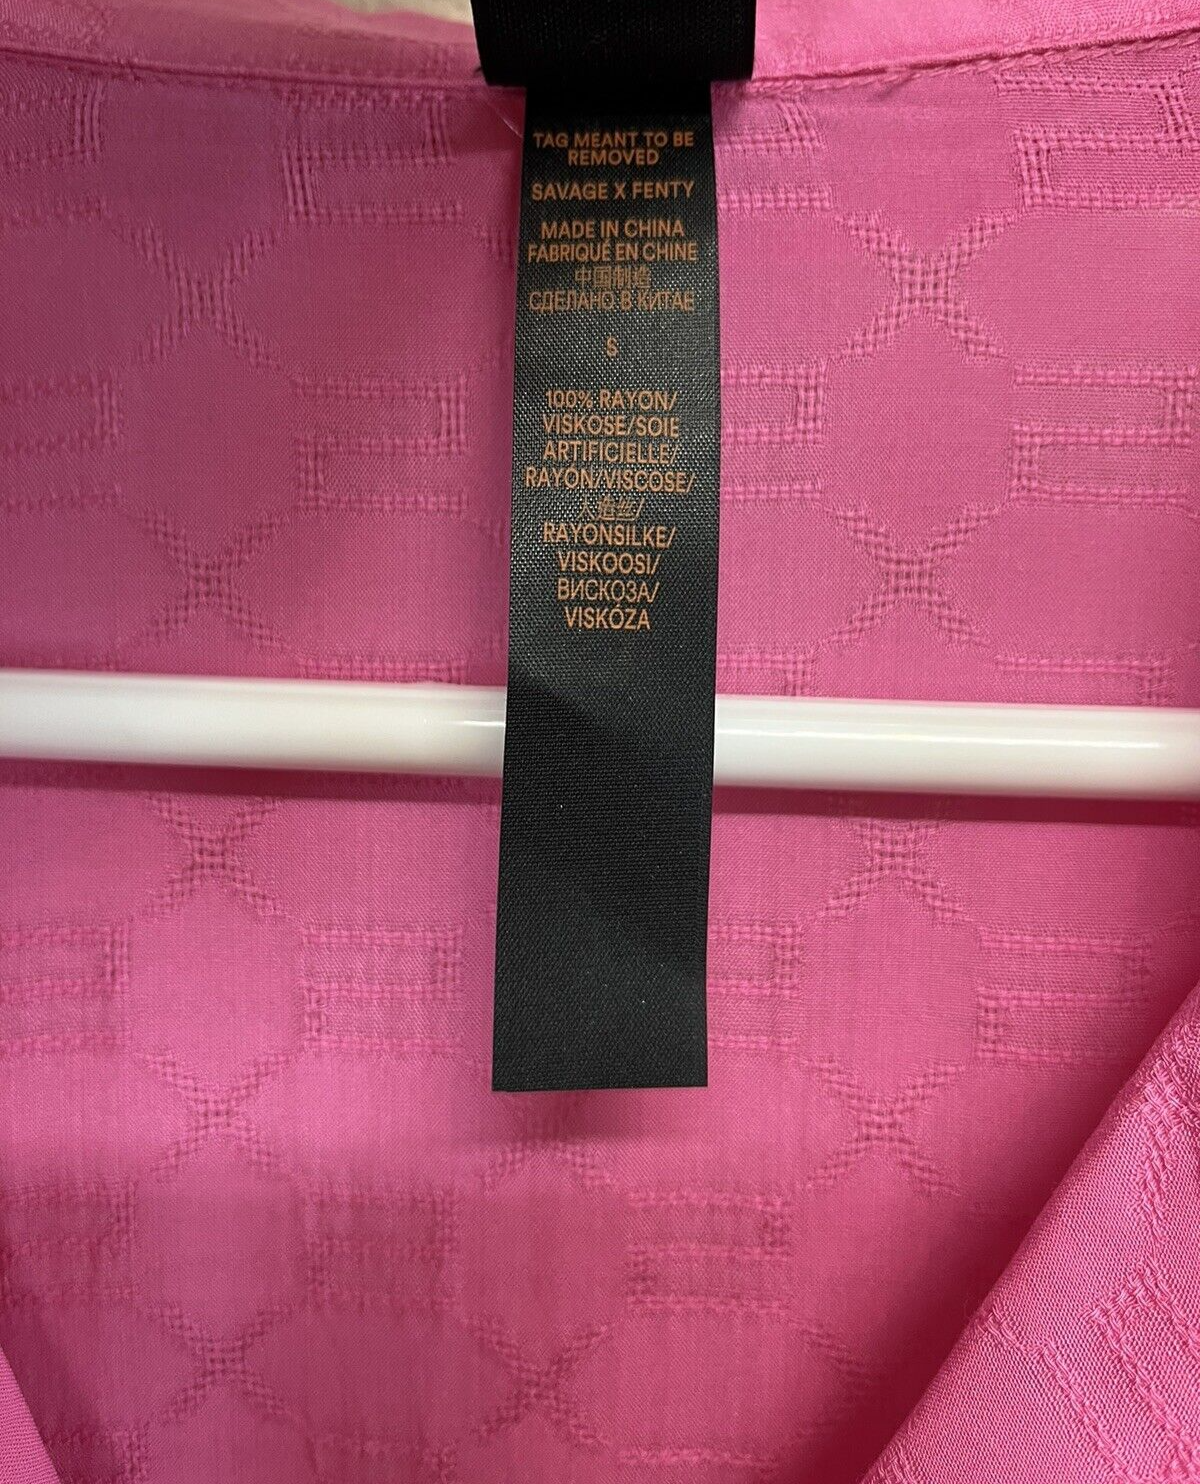 TAG MEANT TO BE
REMOVED
SAVAGE X FENTY
MADE IN CHINA
FABRIQUÉ EN CHINE
中国制造
СДЕЛАНО В КИТАЕ
S
100% RAYON/
VISKOSE/SOIE
ARTIFICIELLE/
RAYON/VISCOSE/
人造丝/
RAYONSILKE/
VISKOOSI/
ВИСКОЗА/
VISKÓZA